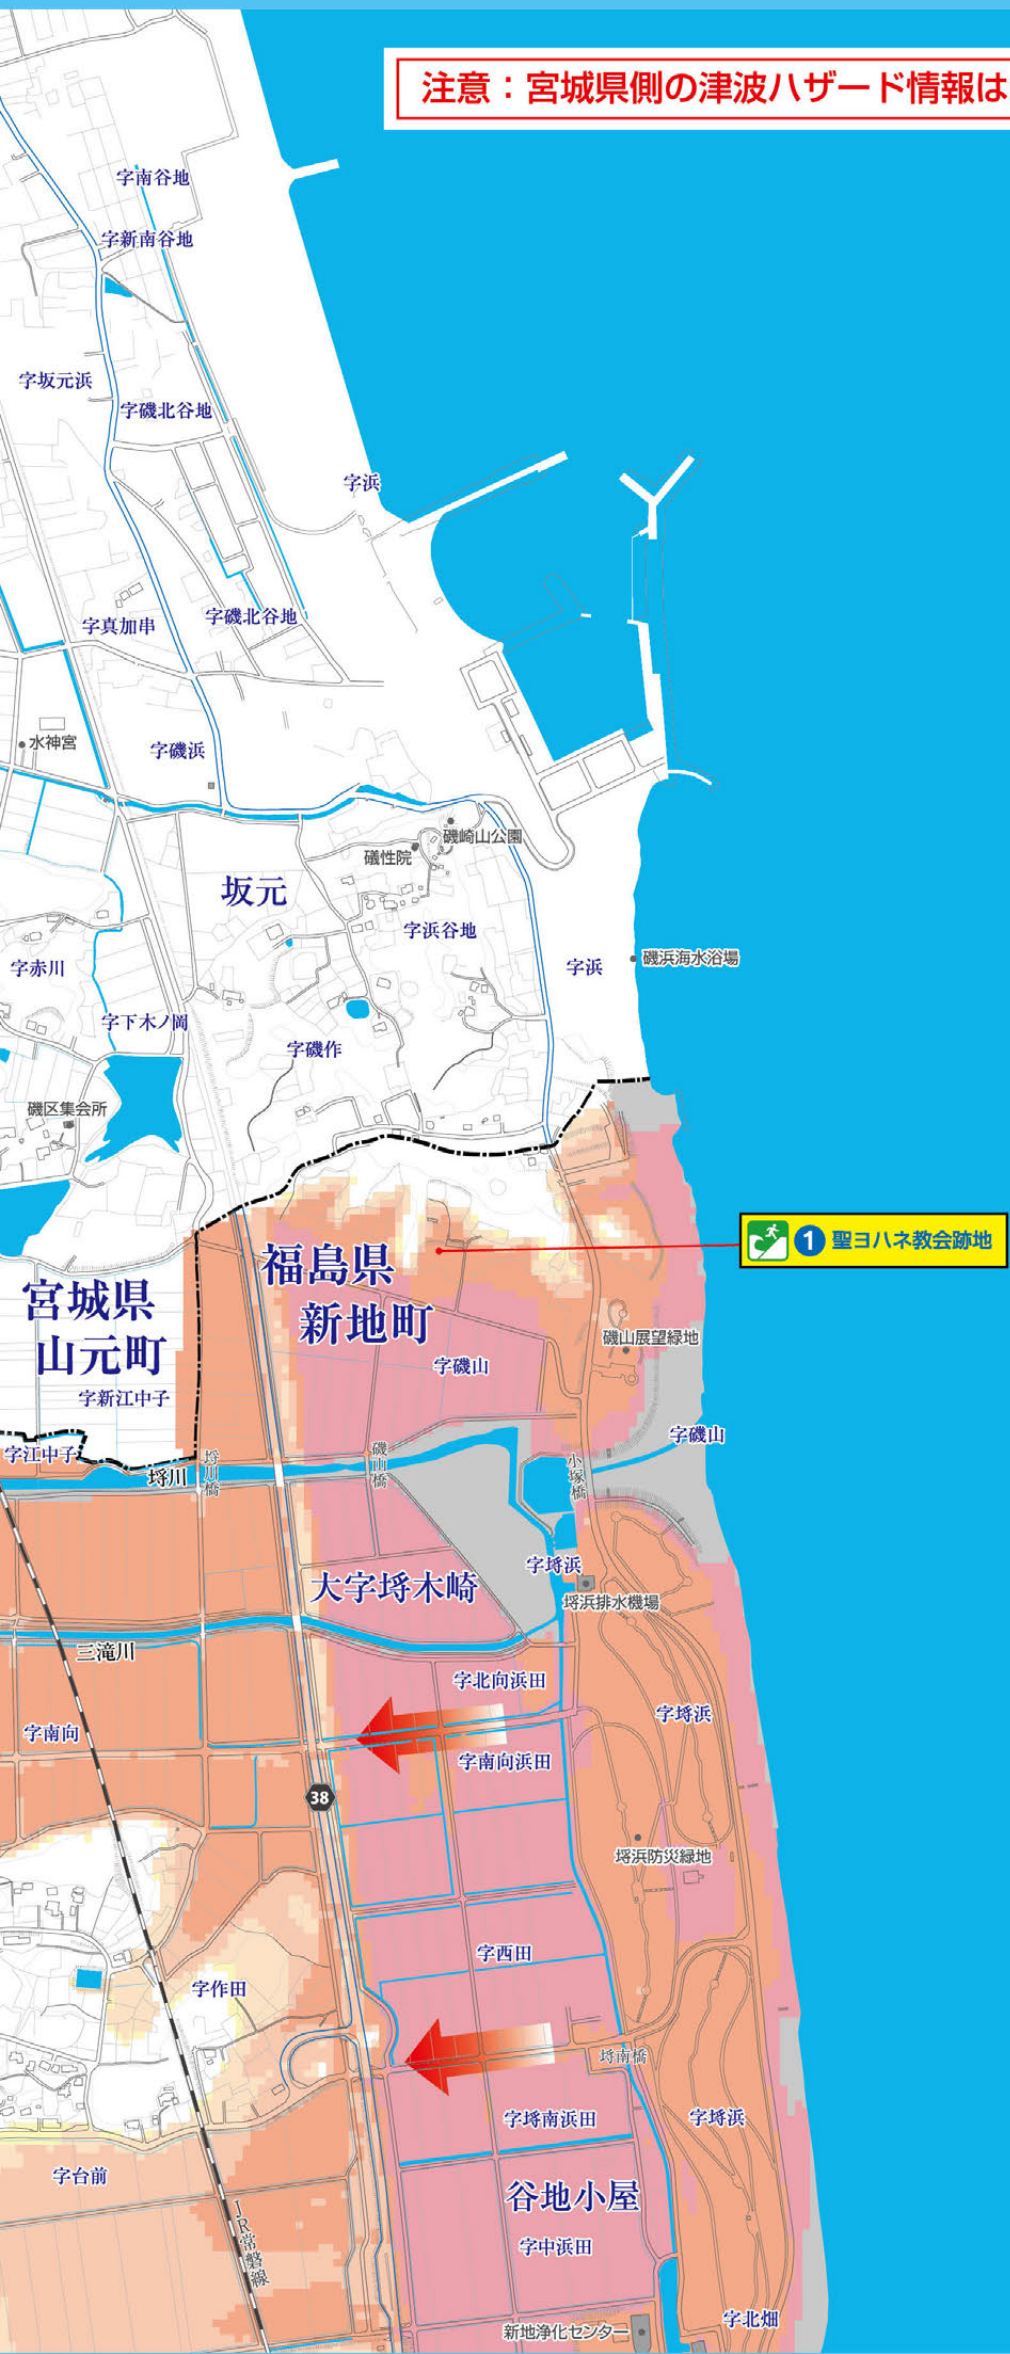 注意：宮城県側の津波ハザード情報は
字南谷地
字新南谷地
字坂元浜
字磯北谷地
字浜
字真加串
字磯北谷地
水神宮
字磯浜
磯崎山公園
礒性院
坂元
字浜谷地
字赤川
字浜
磯浜海水浴場
字下木ノ岡
字磯作
磯区集会所
1 聖ヨハネ教会跡地
福島県
新地町
宮城県
山元町
磯山展望緑地
字磯山
字新江中子
字磯山
字江中子
埓川
埓川橋
磯山橋
小塚橋
字埓浜
大字埓木崎
埓浜排水機場
三滝川
字北向浜田
字埓浜
字南向
字南向浜田
38
埓浜防災緑地
字西田
字作田
埓南橋
字埓南浜田
字埓浜
字台前
谷地小屋
JR常磐線
字中浜田
字北畑
新地浄化センター